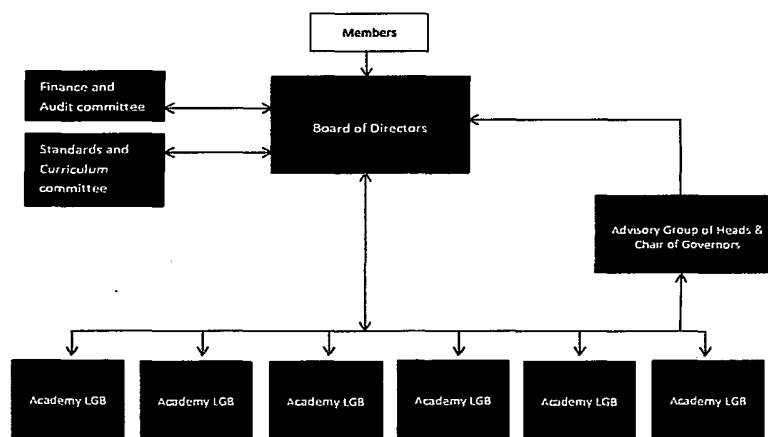 Members
Finance and
Audit committee
Board of Directors
Standards and
Curriculum
committee
Advisory Group of Heads &
Chair of Governors
Academy LGB
Academy LGB
Academy LGB
Academy LGB
Academy LGB
Academy LGB